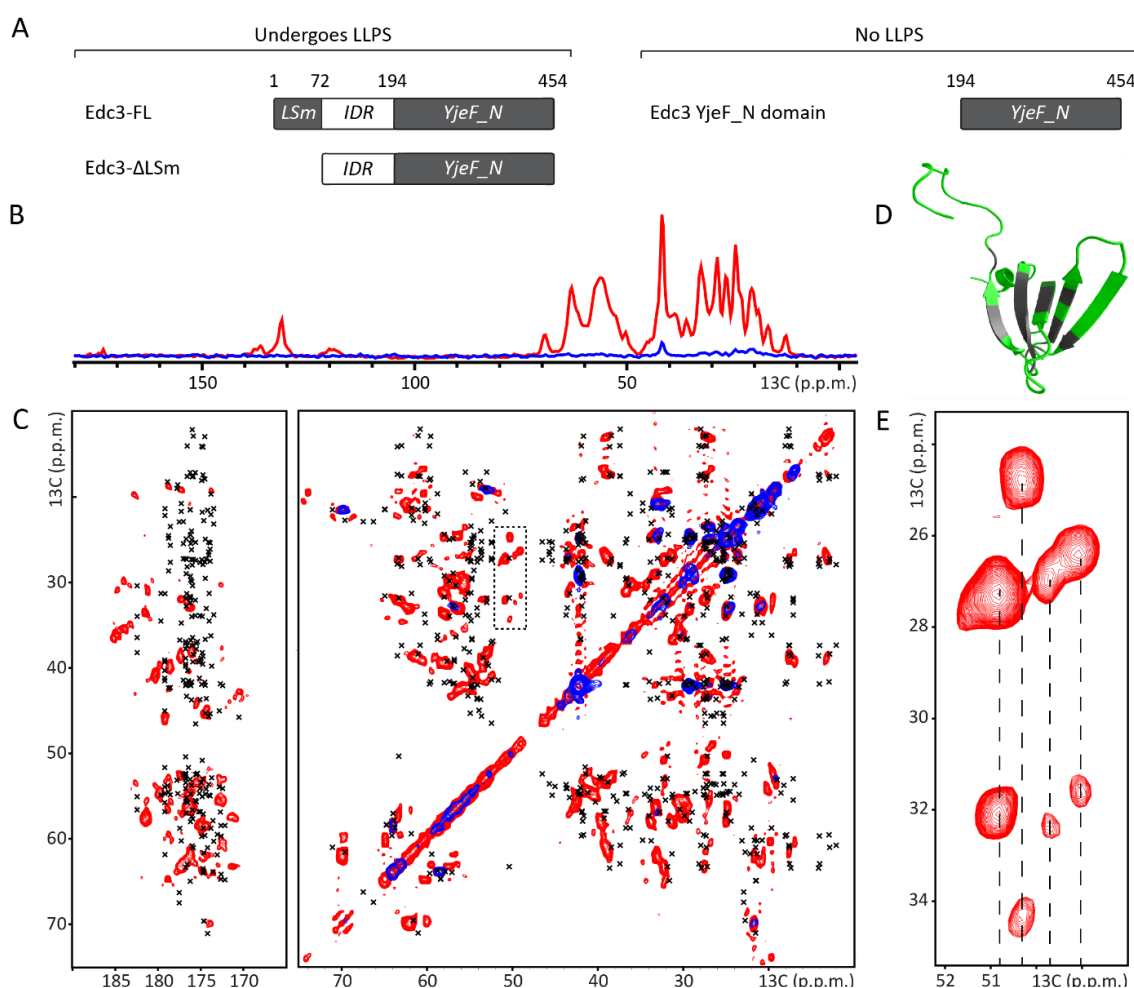 A
Undergoes LLPS
No LLPS
1 72 194 454
194 454
Edc3-FL
LSm IDR YjeF_N
Edc3 YjeF_N domain
YjeF_N
Edc3-ΔLSm
IDR YjeF_N
B
D
150 100 50 13C (p.p.m.)
C
E
13C (p.p.m.)
13
30
40
50
60
70
185 180 175 170
70 60 50 40 30 13C (p.p.m.)
13C (p.p.m.)
26
28
30
32
34
52 51 13C (p.p.m.)